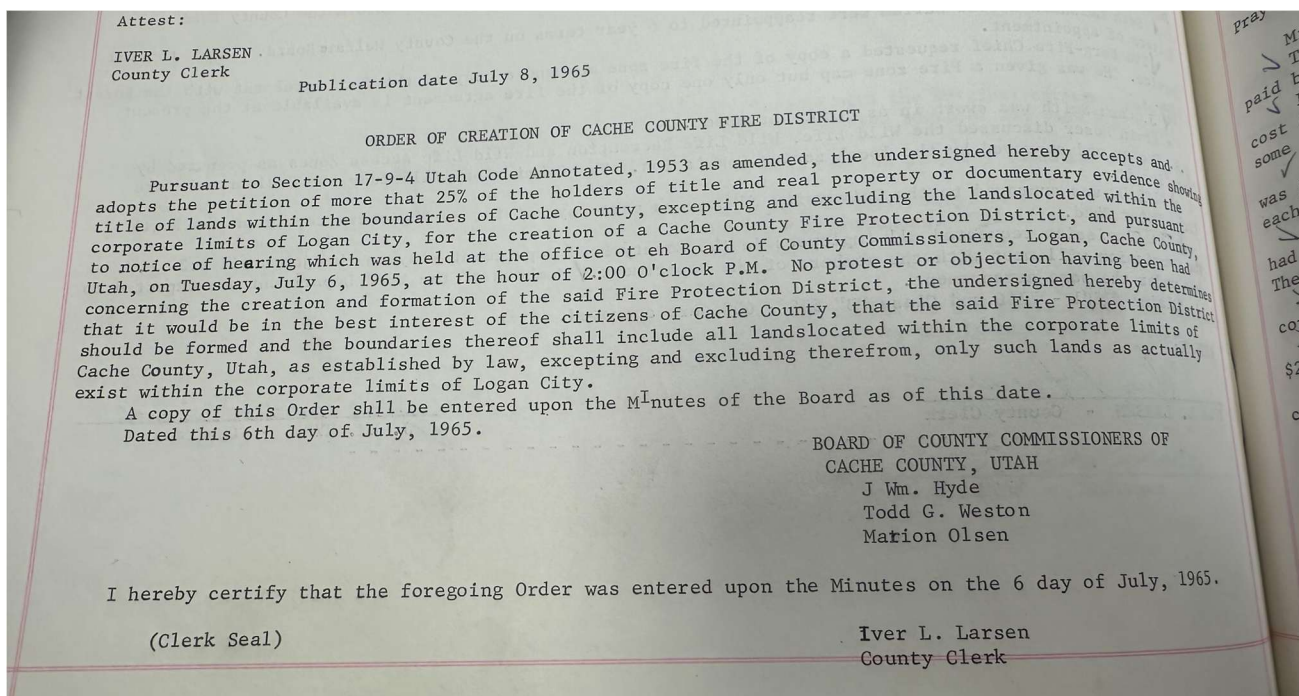 Attest:
IVER L. LARSEN
County Clerk
Publication date July 8, 1965
ORDER OF CREATION OF CACHE COUNTY FIRE DISTRICT
Pursuant to Section 17-9-4 Utah Code Annotated, 1953 as amended, the undersigned hereby accepts and
adopts the petition of more that 25% of the holders of title and real property or documentary evidence showing
title of lands within the boundaries of Cache County, excepting and excluding the landslocated within the
corporate limits of Logan City, for the creation of a Cache County Fire Protection District, and pursuant
to notice of hearing which was held at the office ot eh Board of County Commissioners, Logan, Cache County,
Utah, on Tuesday, July 6, 1965, at the hour of 2:00 O'clock P.M. No protest or objection having been had
concerning the creation and formation of the said Fire Protection District, the undersigned hereby determines
that it would be in the best interest of the citizens of Cache County, that the said Fire Protection District
should be formed and the boundaries thereof shall include all landslocated within the corporate limits of
Cache County, Utah, as established by law, excepting and excluding therefrom, only such lands as actually
exist within the corporate limits of Logan City.
A copy of this Order shll be entered upon the MInutes of the Board as of this date.
Dated this 6th day of July, 1965.
BOARD OF COUNTY COMMISSIONERS OF
CACHE COUNTY, UTAH
J Wm. Hyde
Todd G. Weston
Marion Olsen
I hereby certify that the foregoing Order was entered upon the Minutes on the 6 day of July, 1965.
(Clerk Seal)
Iver L. Larsen
County Clerk
pray
paid
cost
some
was
each
had
The